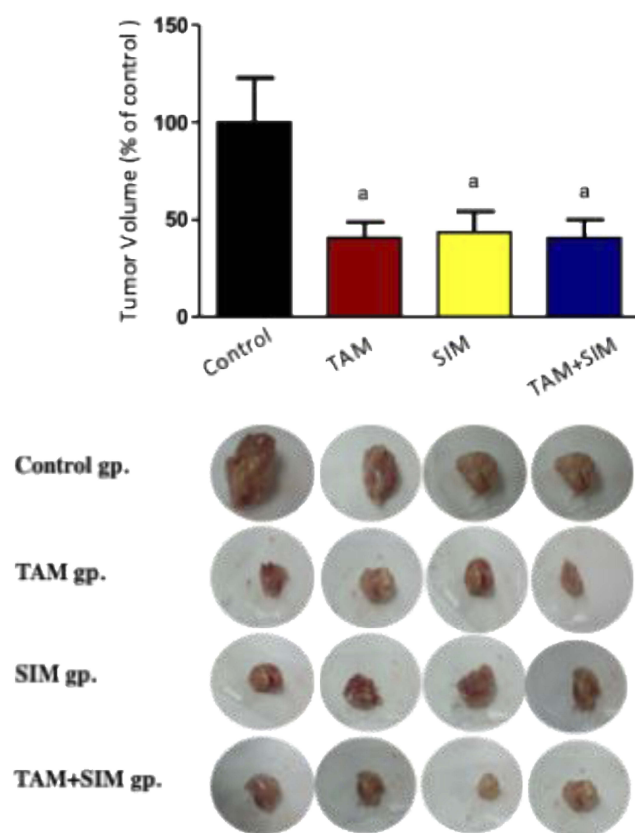 Tumor Volume (% of control )
150
100
50
0
a
a
a
Control
TAM
SIM
TAM+SIM
Control gp.
TAM gp.
SIM gp.
TAM+SIM gp.